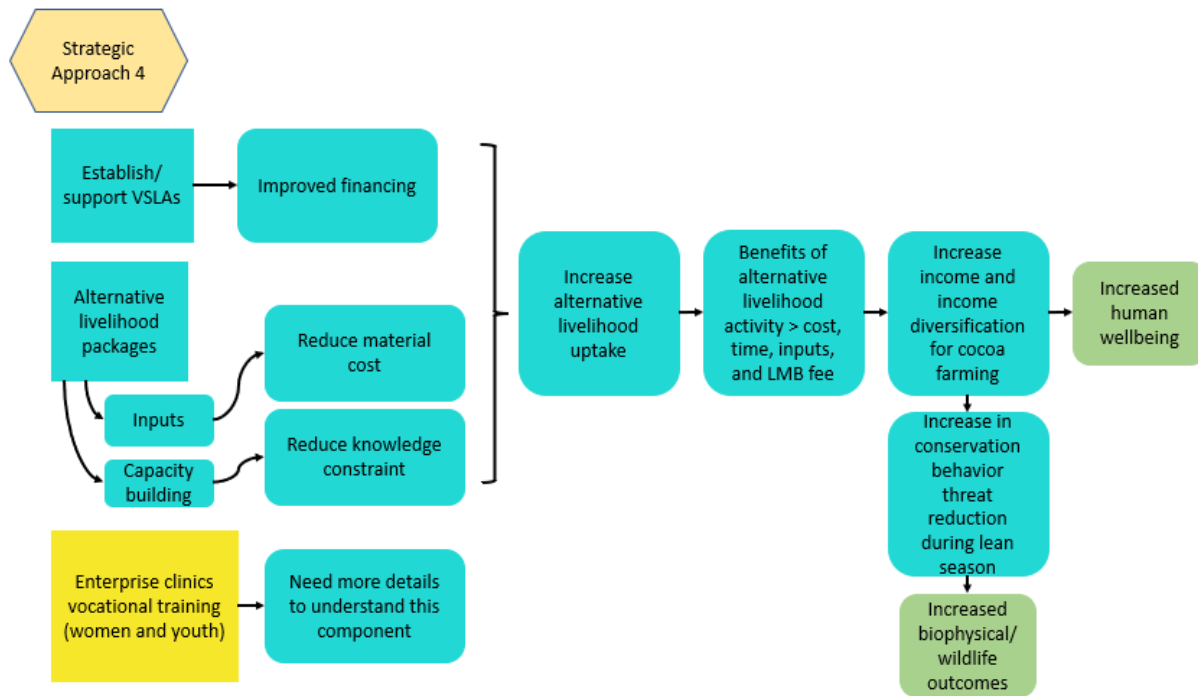 Strategic
Approach 4
Establish/
support VSLAs
Improved financing
Alternative
livelihood
packages
Inputs
Capacity
building
Reduce material
cost
Reduce knowledge
constraint
Enterprise clinics
vocational training
(women and youth)
Need more details
to understand this
component
Increase
alternative
livelihood
uptake
Benefits of
alternative
livelihood
activity > cost,
time, inputs,
and LMB fee
Increase
income and
income
diversification
for cocoa
farming
Increased
human
wellbeing
Increase in
conservation
behavior
threat
reduction
during lean
season
Increased
biophysical/
wildlife
outcomes